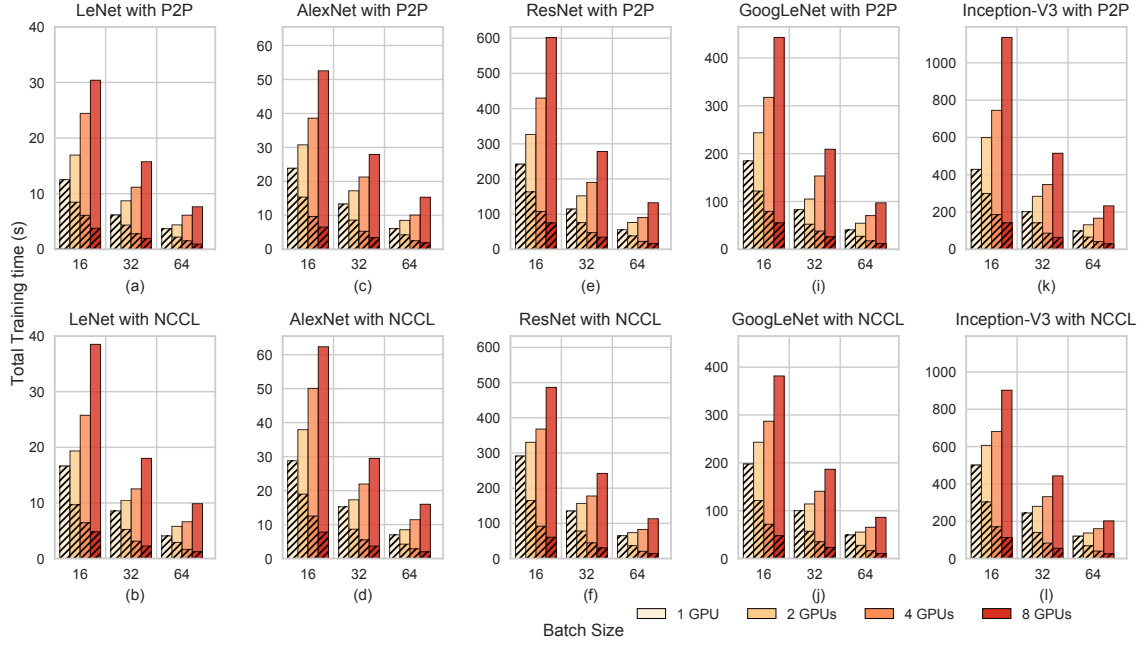 LeNet with P2P
AlexNet with P2P
ResNet with P2P
GoogLeNet with P2P
Inception-V3 with P2P
40
30
20
10
0
60
50
40
30
20
10
0
600
500
400
300
200
100
0
400
300
200
100
0
1000
800
600
400
200
0
16 32 64
16 32 64
16 32 64
16 32 64
16 32 64
(a)
(c)
(e)
(i)
(k)
Total Training time (s)
LeNet with NCCL
AlexNet with NCCL
ResNet with NCCL
GoogLeNet with NCCL
Inception-V3 with NCCL
40
30
20
10
0
60
50
40
30
20
10
0
600
500
400
300
200
100
0
400
300
200
100
0
1000
800
600
400
200
0
16 32 64
16 32 64
16 32 64
16 32 64
16 32 64
(b)
(d)
(f)
(j)
(l)
1 GPU
2 GPUs
4 GPUs
8 GPUs
Batch Size